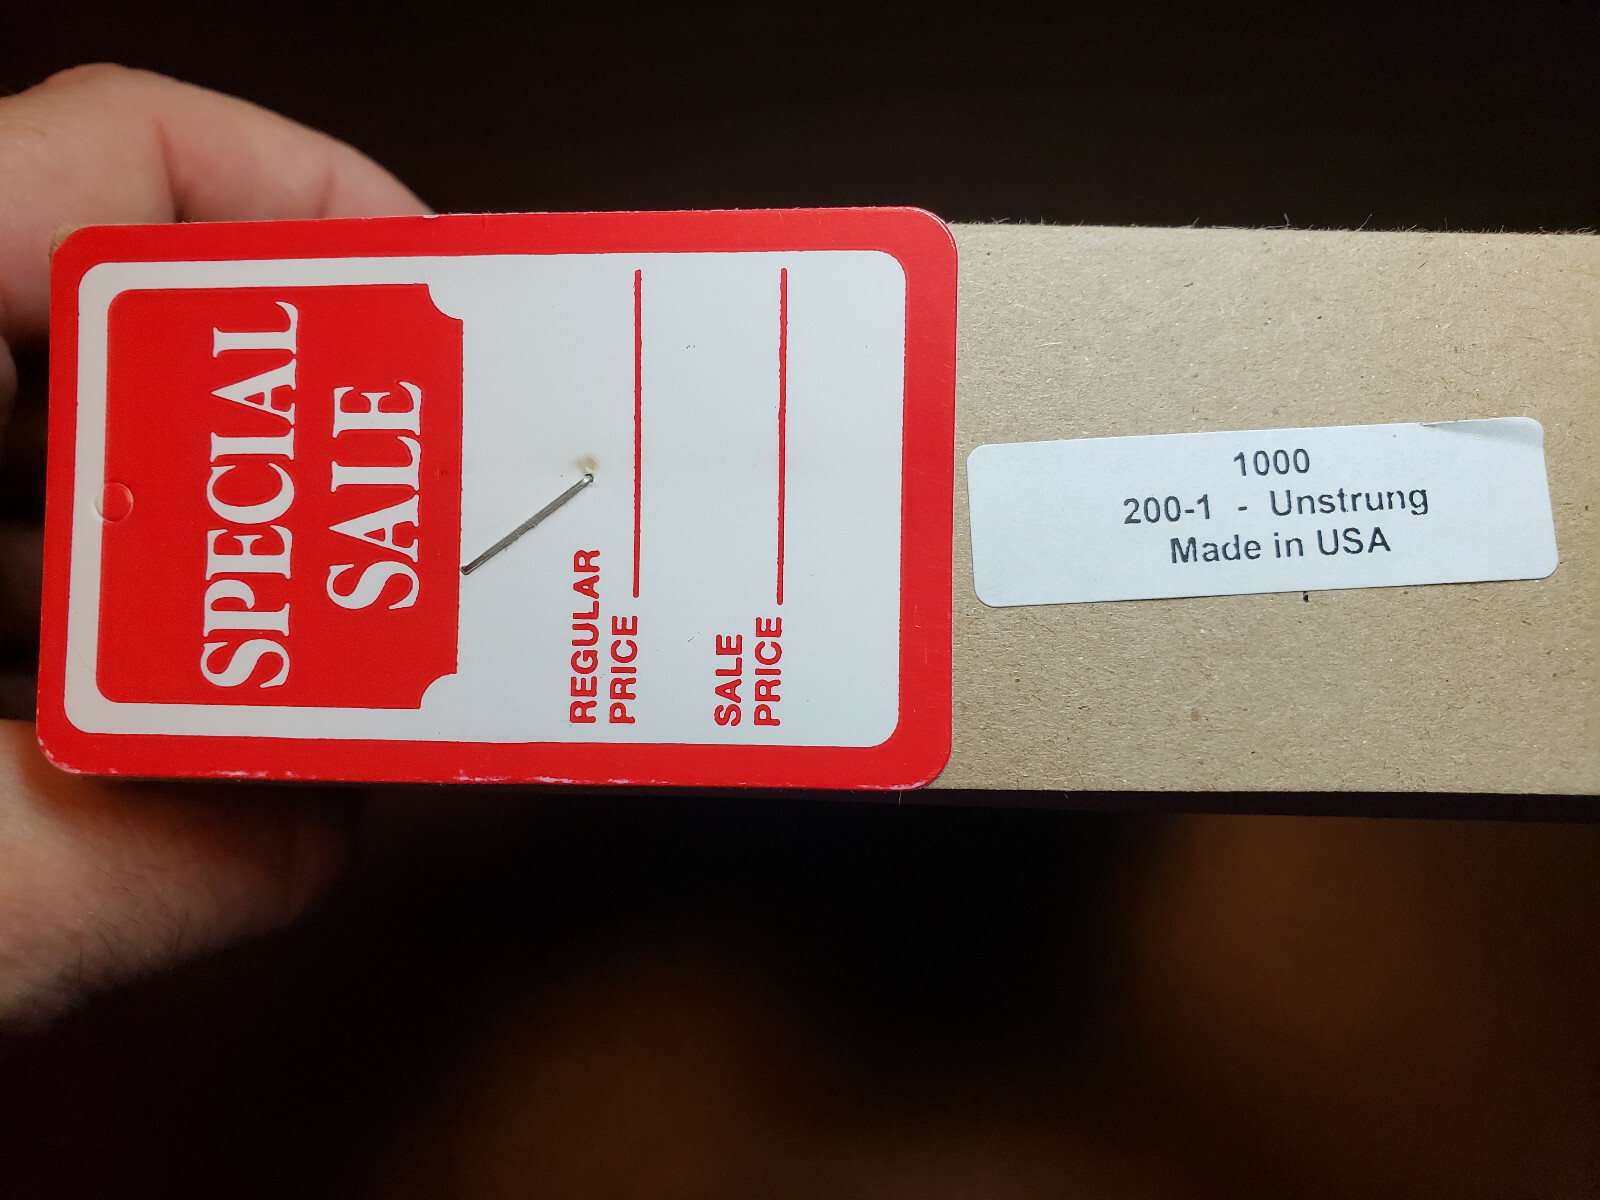 SPECIAL
SALE
REGULAR
PRICE
SALE
PRICE
1000
200-1 - Unstrung
Made in USA